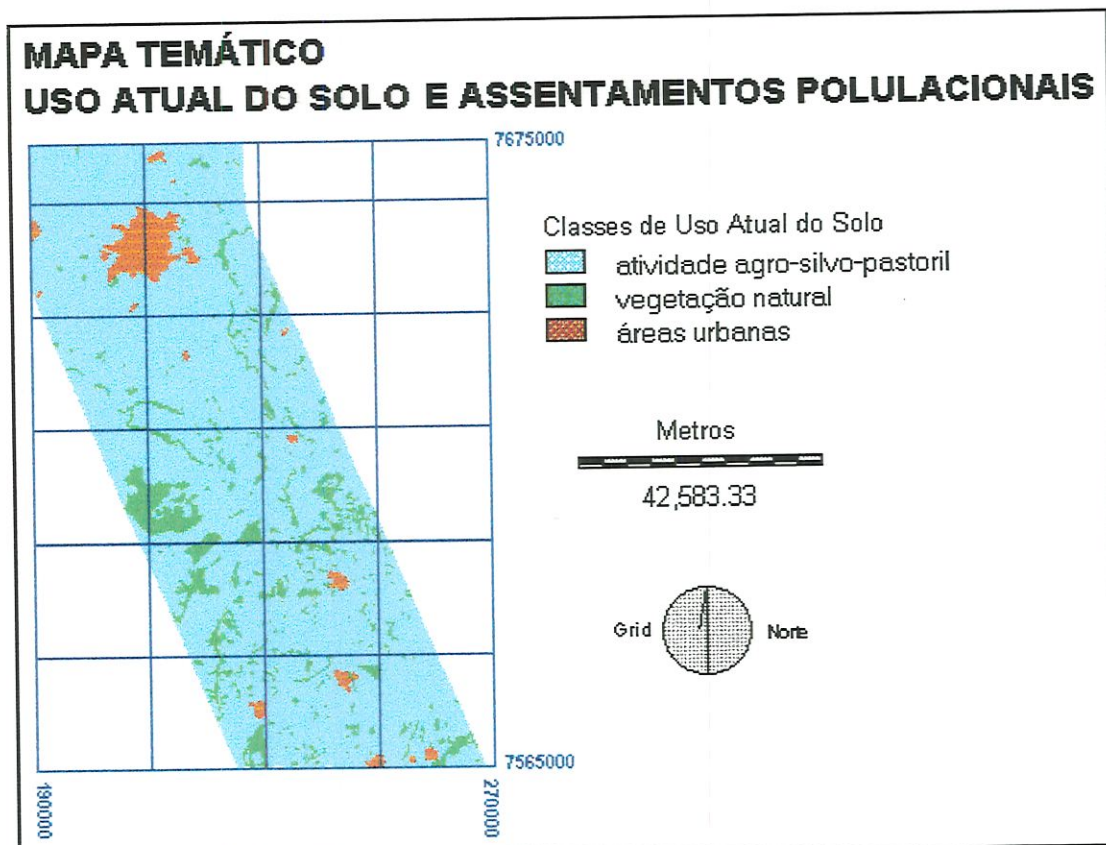 MAPA TEMÁTICO
USO ATUAL DO SOLO E ASSENTAMENTOS POLULACIONAIS
7675000
Classes de Uso Atual do Solo
atividade agro-silvo-pastoril
vegetação natural
áreas urbanas
Metros
42,583.33
Grid Norte
7565000
190000
270000